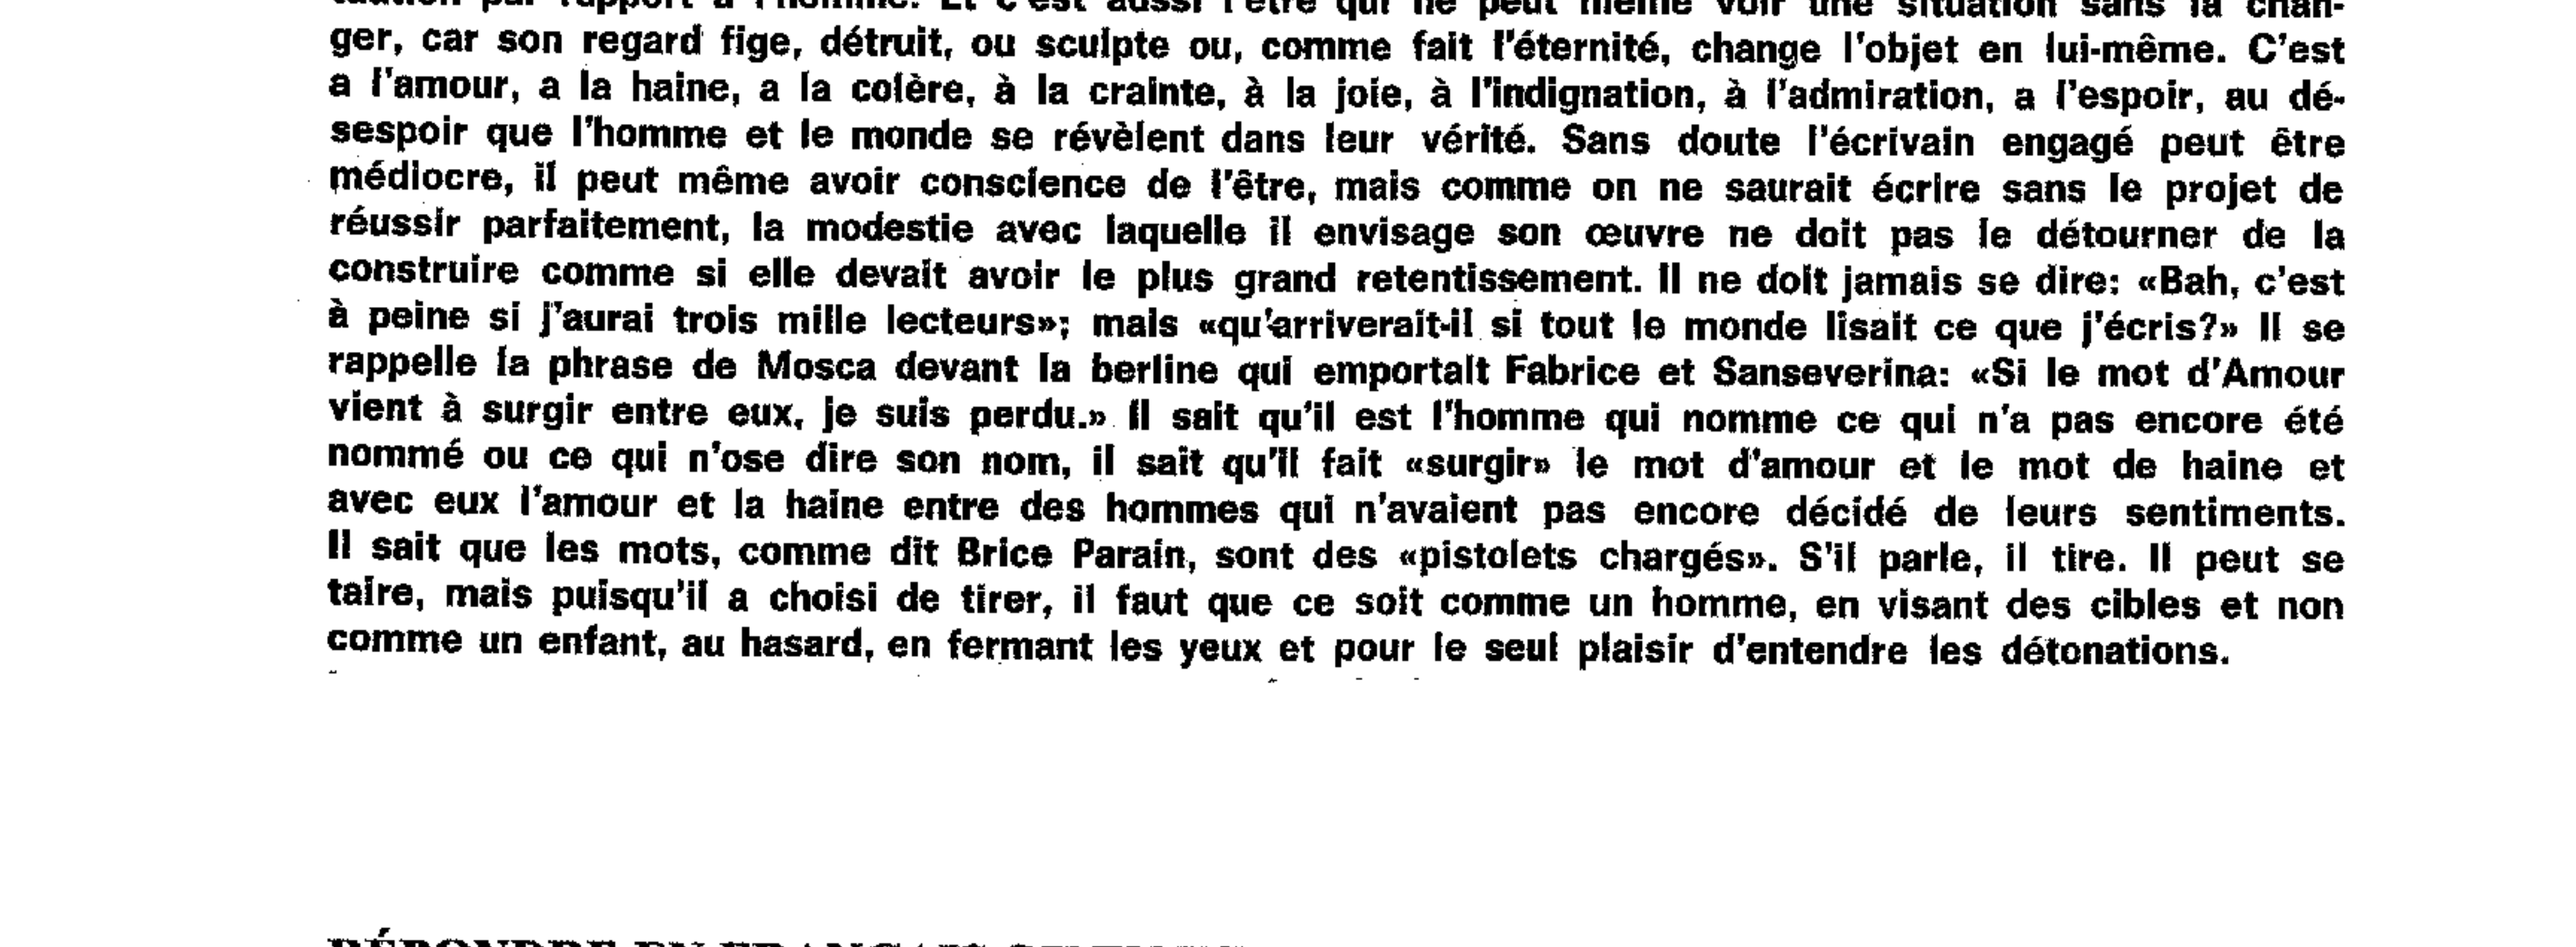 par rapport à l'homme. Et c'est aussi l'être qui ne peut même voir une situation sans la chan-
ger, car son regard fige, détruit, ou sculpte ou, comme fait l'éternité, change l'objet en lui-même. C'est
a l'amour, a la haine, a la colère, à la crainte, à la joie, à l'indignation, à l'admiration, a l'espoir, au dé-
sespoir que l'homme et le monde se révèlent dans leur vérité. Sans doute l'écrivain engagé peut être
médiocre, il peut même avoir conscience de l'être, mais comme on ne saurait écrire sans le projet de
réussir parfaitement, la modestie avec laquelle il envisage son œuvre ne doit pas le détourner de la
construire comme si elle devait avoir le plus grand retentissement. Il ne doit jamais se dire: «Bah, c'est
à peine si j'aurai trois mille lecteurs»; mais «qu'arriverait-il si tout le monde lisait ce que j'écris?» Il se
rappelle la phrase de Mosca devant la berline qui emportait Fabrice et Sanseverina: «Si le mot d'Amour
vient à surgir entre eux, je suis perdu.» Il sait qu'il est l'homme qui nomme ce qui n'a pas encore été
nommé ou ce qui n'ose dire son nom, il sait qu'il fait «surgir» le mot d'amour et le mot de haine et
avec eux l'amour et la haine entre des hommes qui n'avaient pas encore décidé de leurs sentiments.
Il sait que les mots, comme dit Brice Parain, sont des «pistolets chargés». S'il parle, il tire. Il peut se
taire, mais puisqu'il a choisi de tirer, il faut que ce soit comme un homme, en visant des cibles et non
comme un enfant, au hasard, en fermant les yeux et pour le seul plaisir d'entendre les détonations.